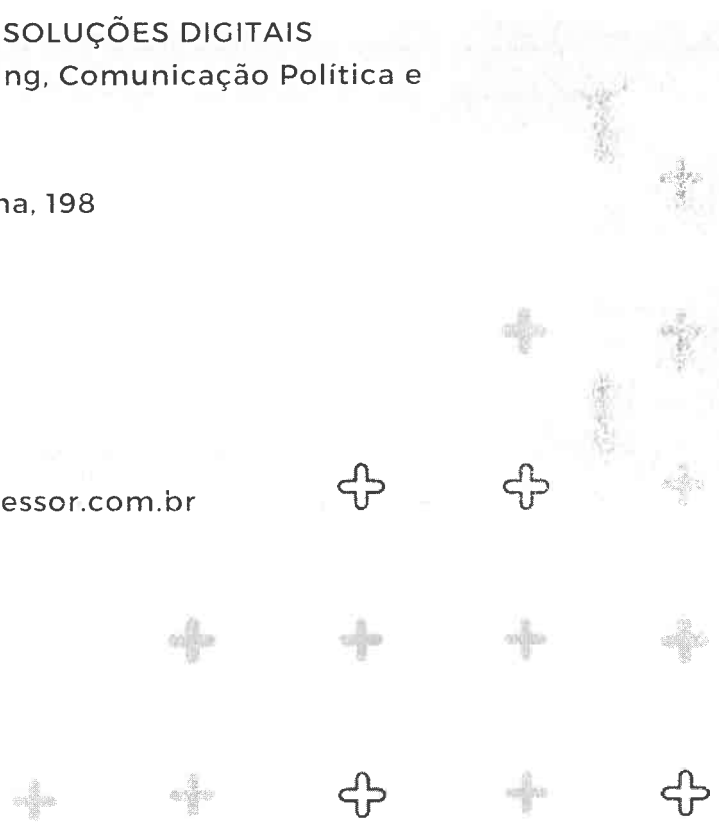 SOLUÇÕES DIGITAIS
ng, Comunicação Política e
na, 198
essor.com.br